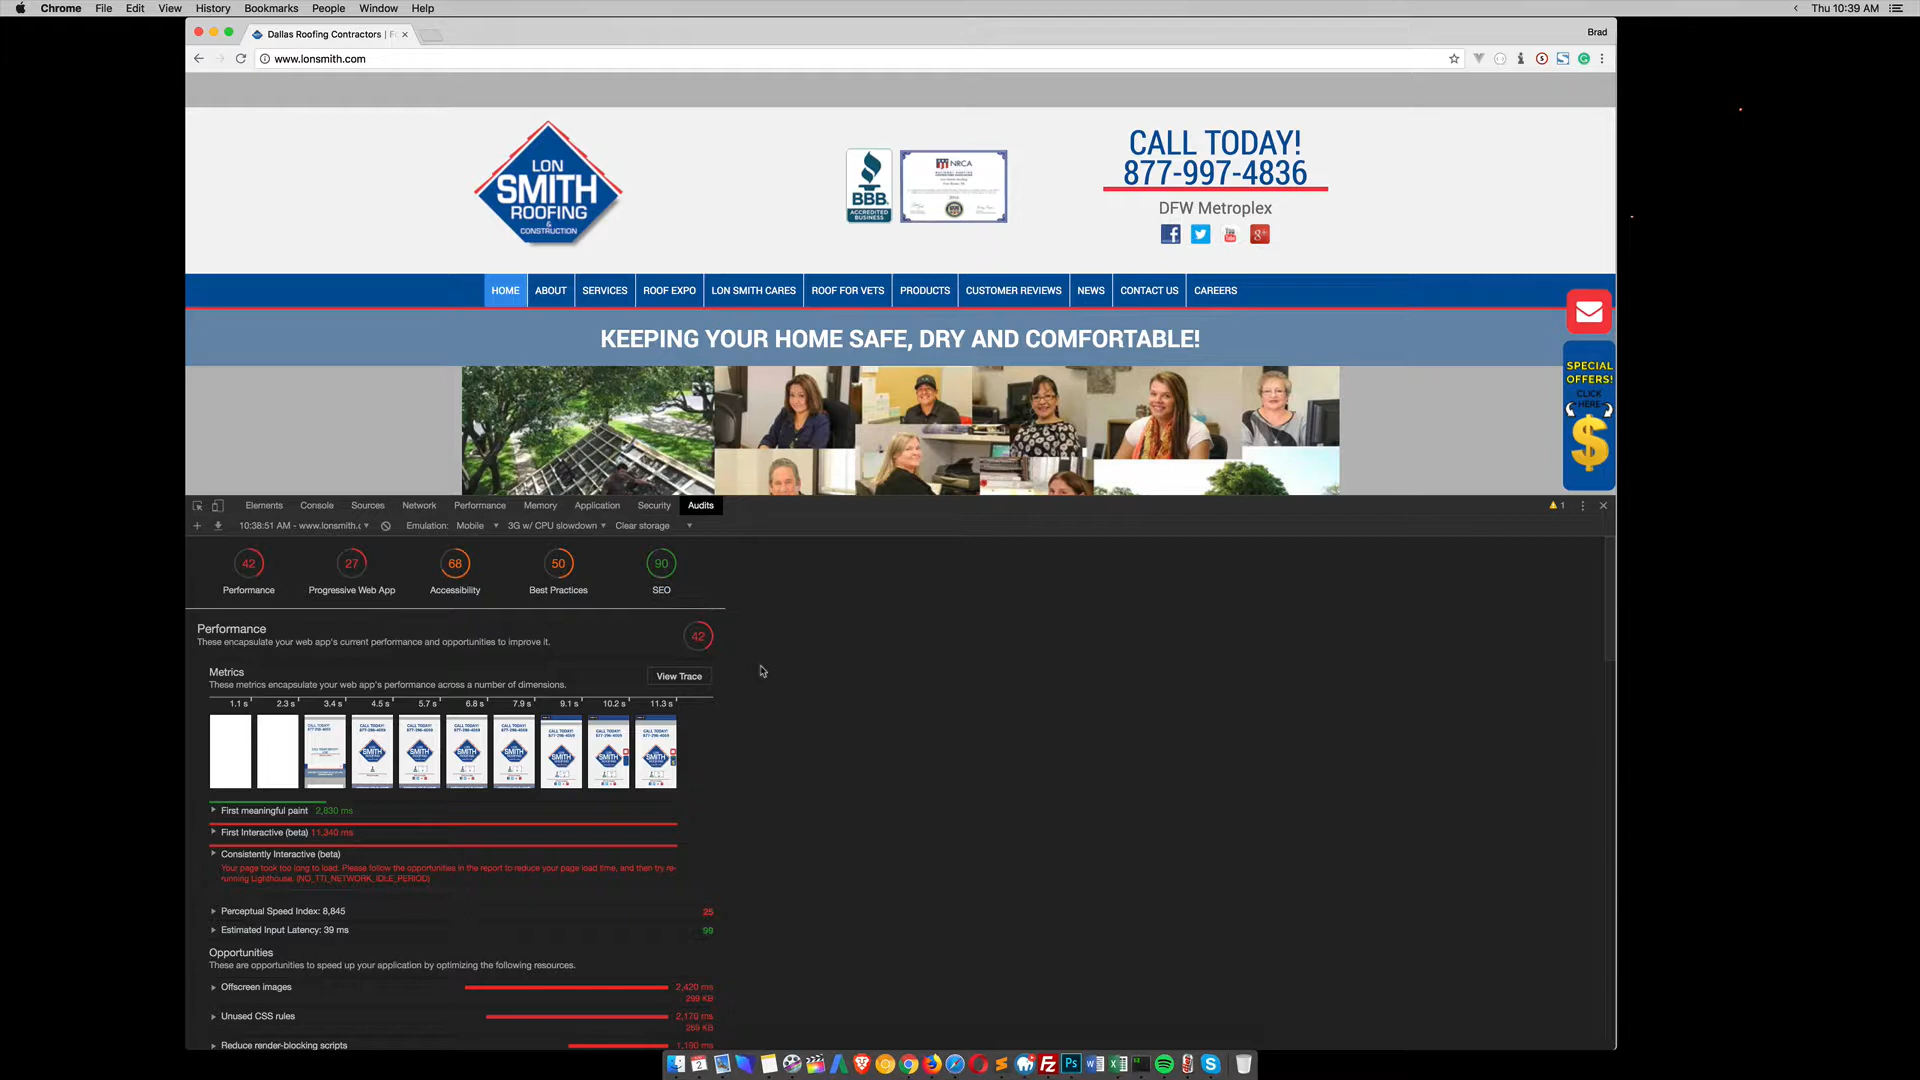 Chrome File Edit View History Bookmarks People Window Help
Thu 10:39 AM
Dallas Roofing Contractors | F
Brad
www.lonsmith.com
LON
SMITH
ROOFING
&
CONSTRUCTION
BBB
ACCREDITED
BUSINESS
NRCA
CALL TODAY!
877-997-4836
DFW Metroplex
HOME ABOUT SERVICES ROOF EXPO LON SMITH CARES ROOF FOR VETS PRODUCTS CUSTOMER REVIEWS NEWS CONTACT US CAREERS
KEEPING YOUR HOME SAFE, DRY AND COMFORTABLE!
SPECIAL
OFFERS!
CLICK
HERE
$
Elements Console Sources Network Performance Memory Application Security Audits
1
10:38:51 AM - www.lonsmith.c Emulation: Mobile 3G w/ CPU slowdown Clear storage
42 27 68 50 90
Performance Progressive Web App Accessibility Best Practices SEO
Performance
These encapsulate your web app's current performance and opportunities to improve it.
42
Metrics
These metrics encapsulate your web app's performance across a number of dimensions.
View Trace
1.1 s 2.3 s 3.4 s 4.5 s 5.7 s 6.8 s 7.9 s 9.1 s 10.2 s 11.3 s
First meaningful paint 2,830 ms
First Interactive (beta) 11,340 ms
Consistently Interactive (beta)
Your page took too long to load. Please follow the opportunities in the report to reduce your page load time, and then try re-
running Lighthouse. (NO_TTI_NETWORK_IDLE_PERIOD)
Perceptual Speed Index: 8,845 25
Estimated Input Latency: 39 ms 99
Opportunities
These are opportunities to speed up your application by optimizing the following resources.
Offscreen images 2,420 ms
299 KB
Unused CSS rules 2,170 ms
269 KB
Reduce render-blocking scripts 1,190 ms